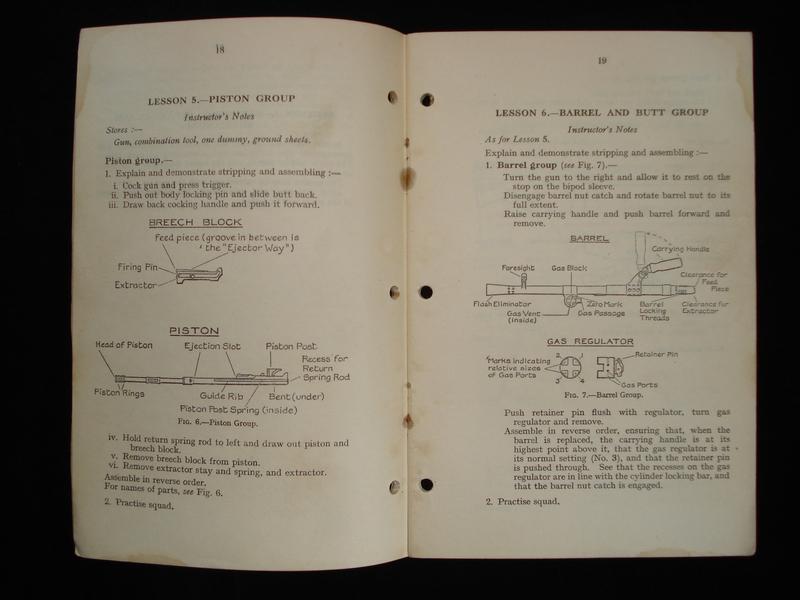 18
LESSON 5.—PISTON GROUP
Instructor's Notes
Stores :—
Gun, combination tool, one dummy, ground sheets.
Piston group.—
1. Explain and demonstrate stripping and assembling :—
i. Cock gun and press trigger.
ii. Push out body locking pin and slide butt back.
iii. Draw back cocking handle and push it forward.
BREECH BLOCK
Feed piece (groove in between is
the "Ejector Way")
Firing Pin
Extractor
PISTON
Head of Piston
Ejection Slot
Piston Post
Recess for
Return
Spring Rod
Piston Rings
Guide Rib
Bent (under)
Piston Post Spring (inside)
FIG. 6.—Piston Group.
iv. Hold return spring rod to left and draw out piston and
breech block.
v. Remove breech block from piston.
vi. Remove extractor stay and spring, and extractor.
Assemble in reverse order.
For names of parts, see Fig. 6.
2. Practise squad.
19
LESSON 6.—BARREL AND BUTT GROUP
Instructor's Notes
As for Lesson 5.
Explain and demonstrate stripping and assembling :—
1. Barrel group (see Fig. 7).—
Turn the gun to the right and allow it to rest on the
stop on the bipod sleeve.
Disengage barrel nut catch and rotate barrel nut to its
full extent.
Raise carrying handle and push barrel forward and
remove.
BARREL
Carrying Handle
Foresight
Gas Block
Clearance for
Feed
Piece
Flash Eliminator
Zero Mark
Barrel
Locking
Threads
Clearance for
Extractor
Gas Vent
(inside)
Gas Passage
GAS REGULATOR
Marks indicating
relative sizes
of Gas Ports
2
1
3
4
Retainer Pin
Gas Ports
FIG. 7.—Barrel Group.
Push retainer pin flush with regulator, turn gas
regulator and remove.
Assemble in reverse order, ensuring that, when the
barrel is replaced, the carrying handle is at its
highest point above it, that the gas regulator is at
its normal setting (No. 3), and that the retainer pin
is pushed through. See that the recesses on the gas
regulator are in line with the cylinder locking bar, and
that the barrel nut catch is engaged.
2. Practise squad.